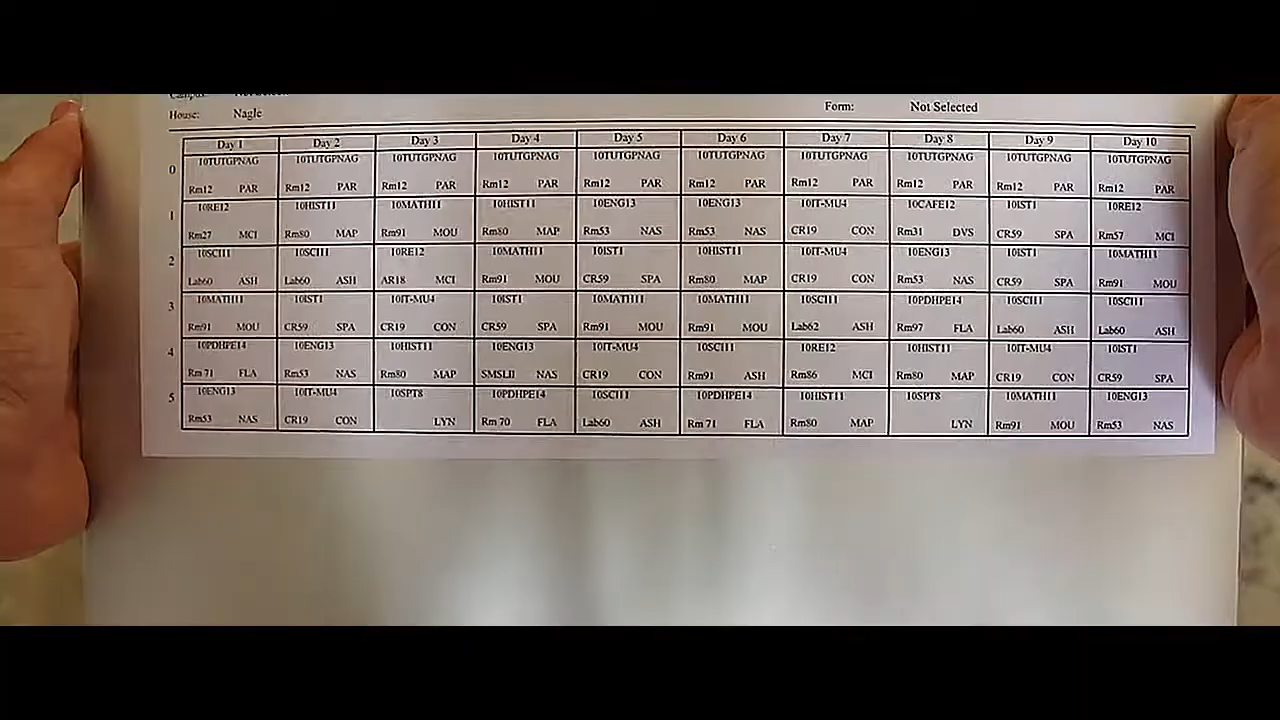 House: Nagle Form: Not Selected
Day 1 Day 2 Day 3 Day 4 Day 5 Day 6 Day 7 Day 8 Day 9 Day 10
0 10TUTGPNAG 10TUTGPNAG 10TUTGPNAG 10TUTGPNAG 10TUTGPNAG 10TUTGPNAG 10TUTGPNAG 10TUTGPNAG 10TUTGPNAG 10TUTGPNAG
Rm12 PAR Rm12 PAR Rm12 PAR Rm12 PAR Rm12 PAR Rm12 PAR Rm12 PAR Rm12 PAR Rm12 PAR Rm12 PAR
1 10RE12 10HIST11 10MATH11 10HIST11 10ENG13 10ENG13 10IT-MU4 10CAFE12 10IST1 10RE12
Rm27 MCI Rm80 MAP Rm91 MOU Rm80 MAP Rm53 NAS Rm53 NAS CR19 CON Rm31 DVS CR59 SPA Rm57 MCI
2 10SCI11 10SCI11 10RE12 10MATH11 10IST1 10HIST11 10IT-MU4 10ENG13 10IST1 10MATH11
Lab60 ASH Lab60 ASH AR18 MCI Rm91 MOU CR59 SPA Rm80 MAP CR19 CON Rm53 NAS CR59 SPA Rm91 MOU
3 10MATH11 10IST1 10IT-MU4 10IST1 10MATH11 10MATH11 10SCI11 10PDHPE14 10SCI11 10SCI11
Rm91 MOU CR59 SPA CR19 CON CR59 SPA Rm91 MOU Rm91 MOU Lab62 ASH Rm97 FLA Lab60 ASH Lab60 ASH
4 10PDHPE14 10ENG13 10HIST11 10ENG13 10IT-MU4 10SCI11 10RE12 10HIST11 10IT-MU4 10IST1
Rm 71 FLA Rm53 NAS Rm80 MAP SMSLII NAS CR19 CON Rm91 ASH Rm86 MCI Rm80 MAP CR19 CON CR59 SPA
5 10ENG13 10IT-MU4 10SPT8 10PDHPE14 10SCI11 10PDHPE14 10HIST11 10SPT8 10MATH11 10ENG13
Rm53 NAS CR19 CON LYN Rm 70 FLA Lab60 ASH Rm 71 FLA Rm80 MAP LYN Rm91 MOU Rm53 NAS